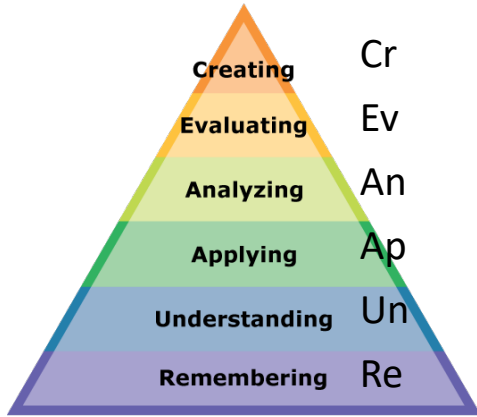 Creating Cr
Evaluating Ev
Analyzing An
Applying Ap
Understanding Un
Remembering Re